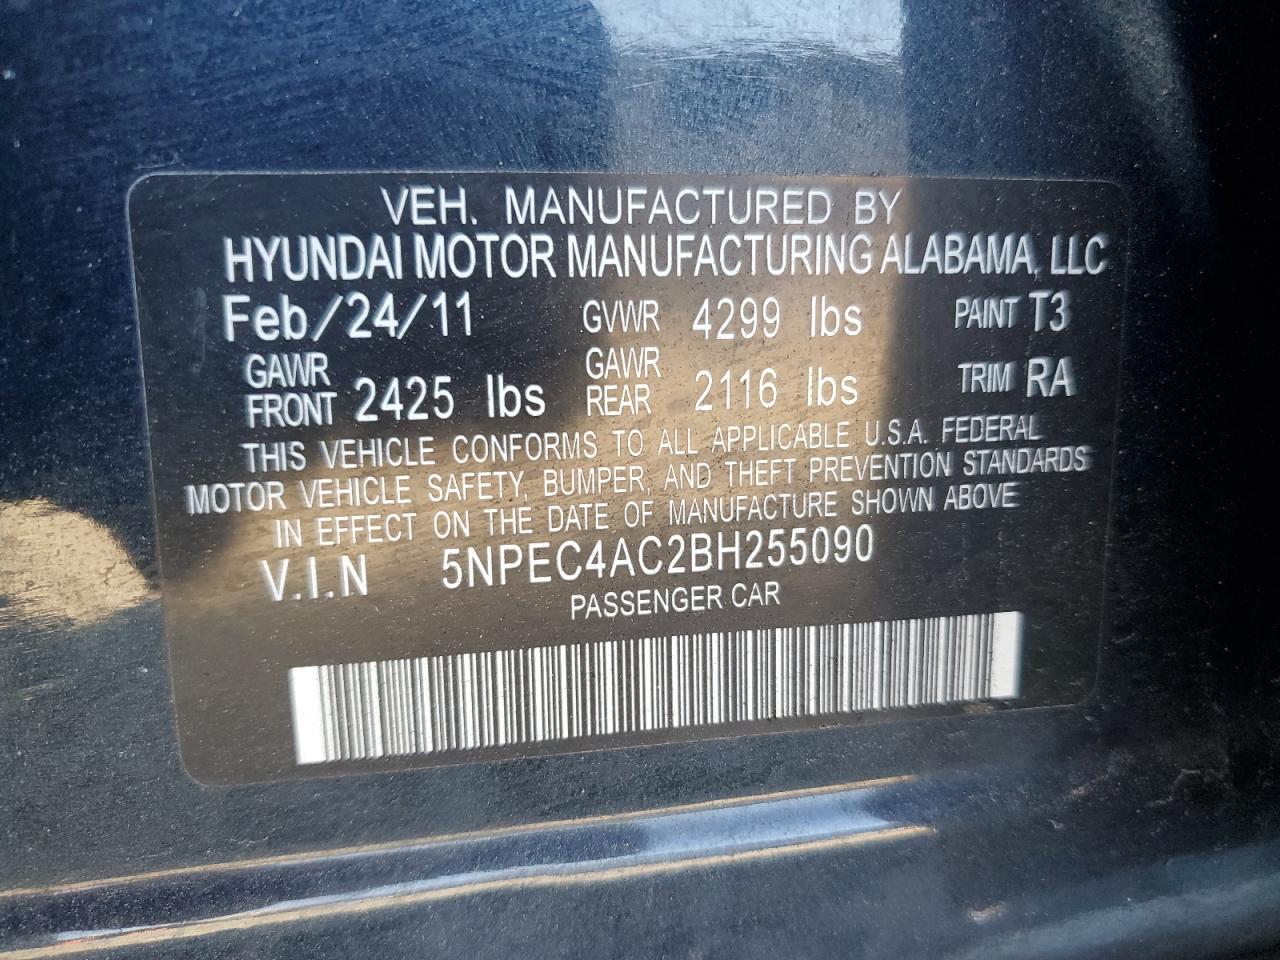 VEH. MANUFACTURED BY
HYUNDAI MOTOR MANUFACTURING ALABAMA, LLC
Feb/24/11 GVWR 4299 lbs PAINT T3
GAWR FRONT 2425 lbs GAWR REAR 2116 lbs TRIM RA
THIS VEHICLE CONFORMS TO ALL APPLICABLE U.S.A. FEDERAL
MOTOR VEHICLE SAFETY, BUMPER, AND THEFT PREVENTION STANDARDS
IN EFFECT ON THE DATE OF MANUFACTURE SHOWN ABOVE
V.I.N 5NPEC4AC2BH255090
PASSENGER CAR